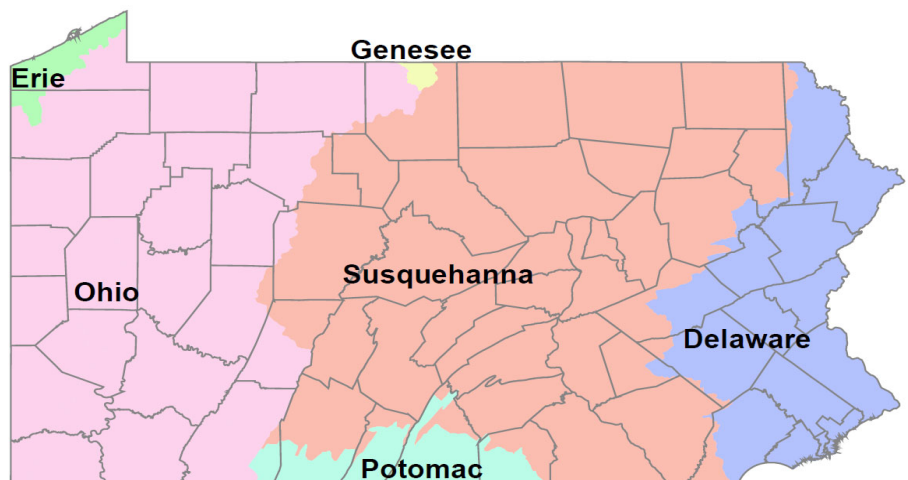 Genesee
Erie
Susquehanna
Ohio
Delaware
Potomac